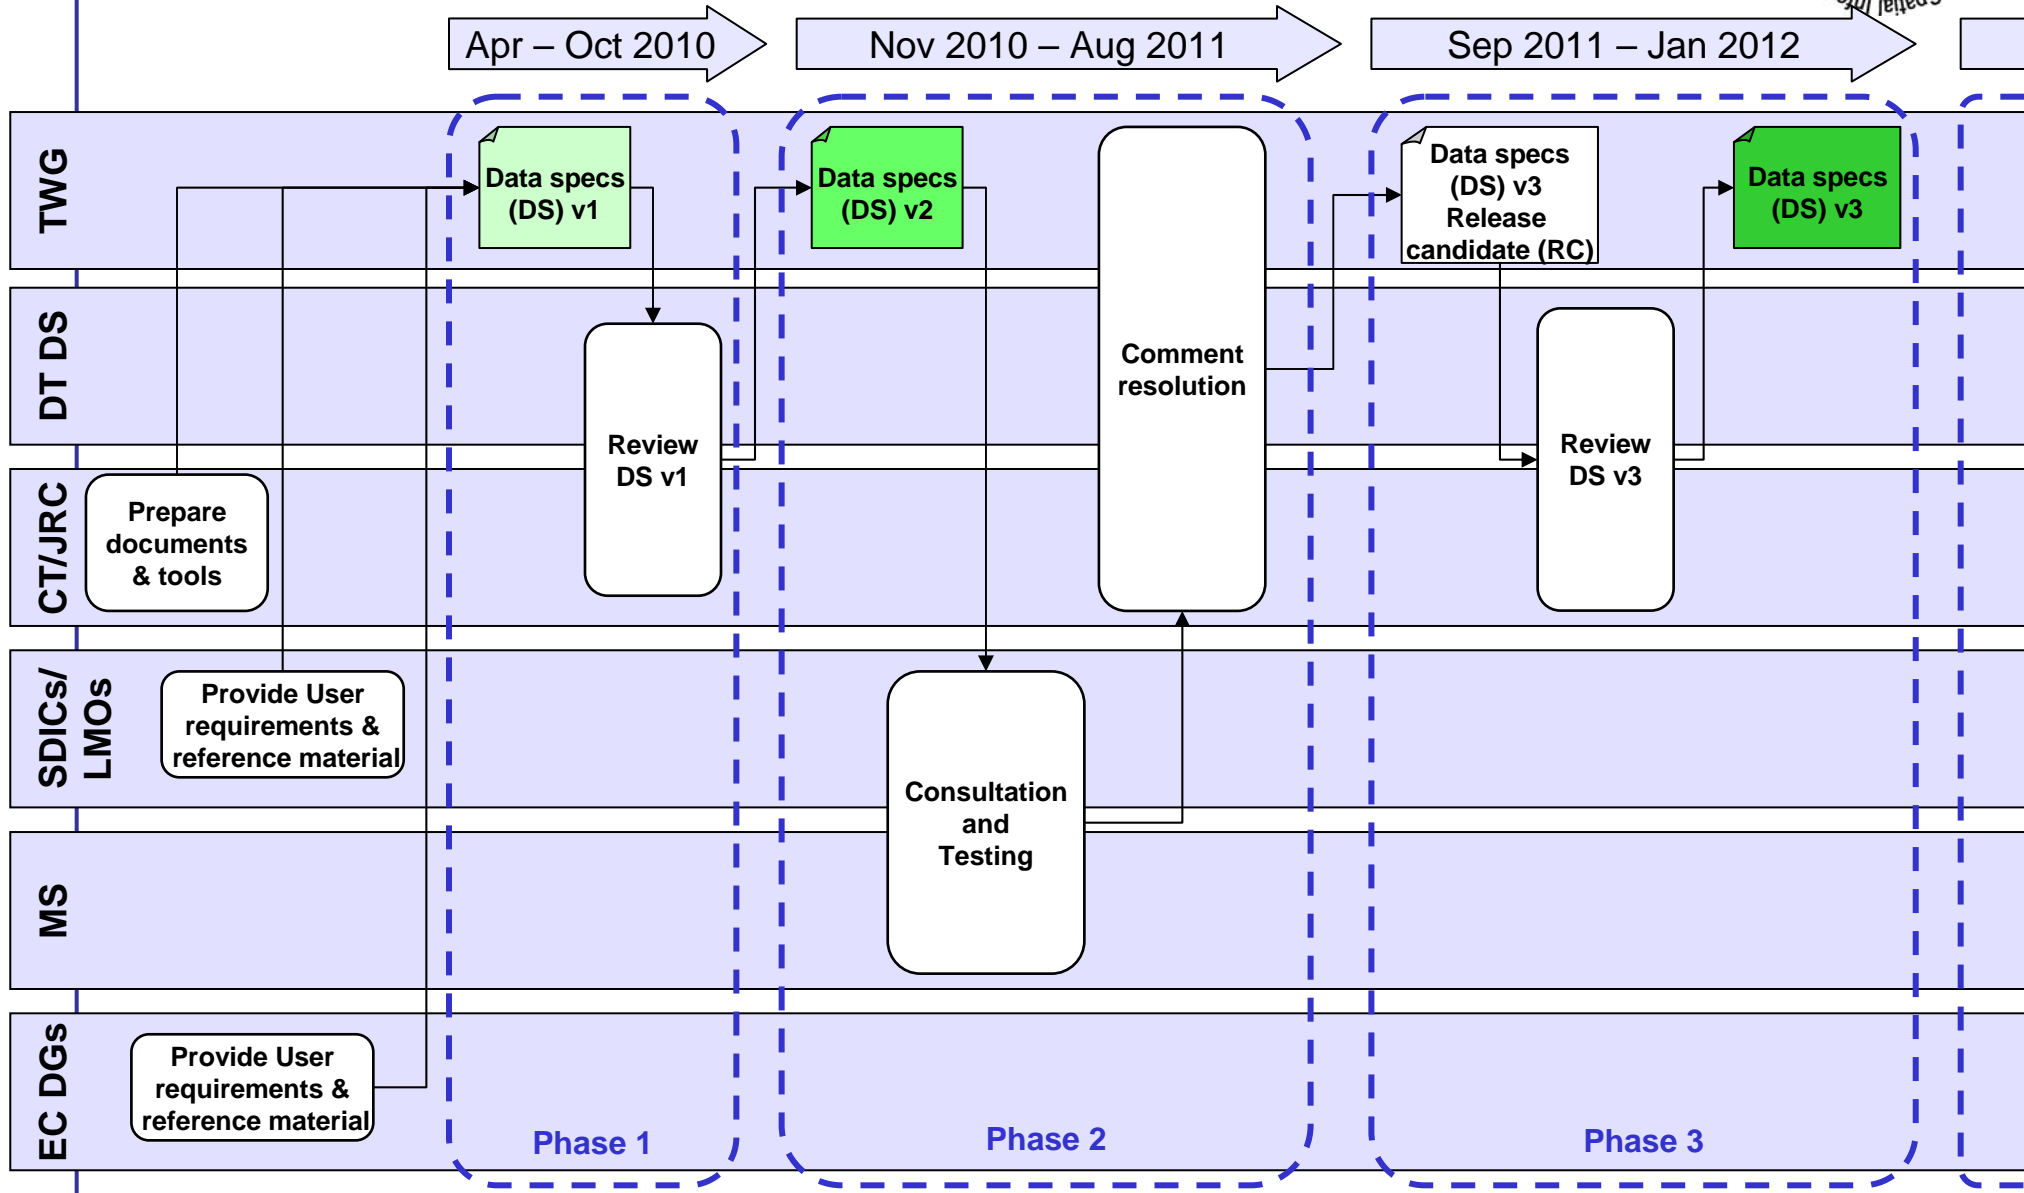 Spatial Info
Apr – Oct 2010
Nov 2010 – Aug 2011
Sep 2011 – Jan 2012
TWG
Data specs
(DS) v1
Data specs
(DS) v2
Data specs
(DS) v3
Release
candidate (RC)
Data specs
(DS) v3
DT DS
Review
DS v1
Comment
resolution
Review
DS v3
CT/JRC
Prepare
documents
& tools
SDICs/
LMOs
Provide User
requirements &
reference material
Consultation
and
Testing
MS
EC DGs
Provide User
requirements &
reference material
Phase 1
Phase 2
Phase 3